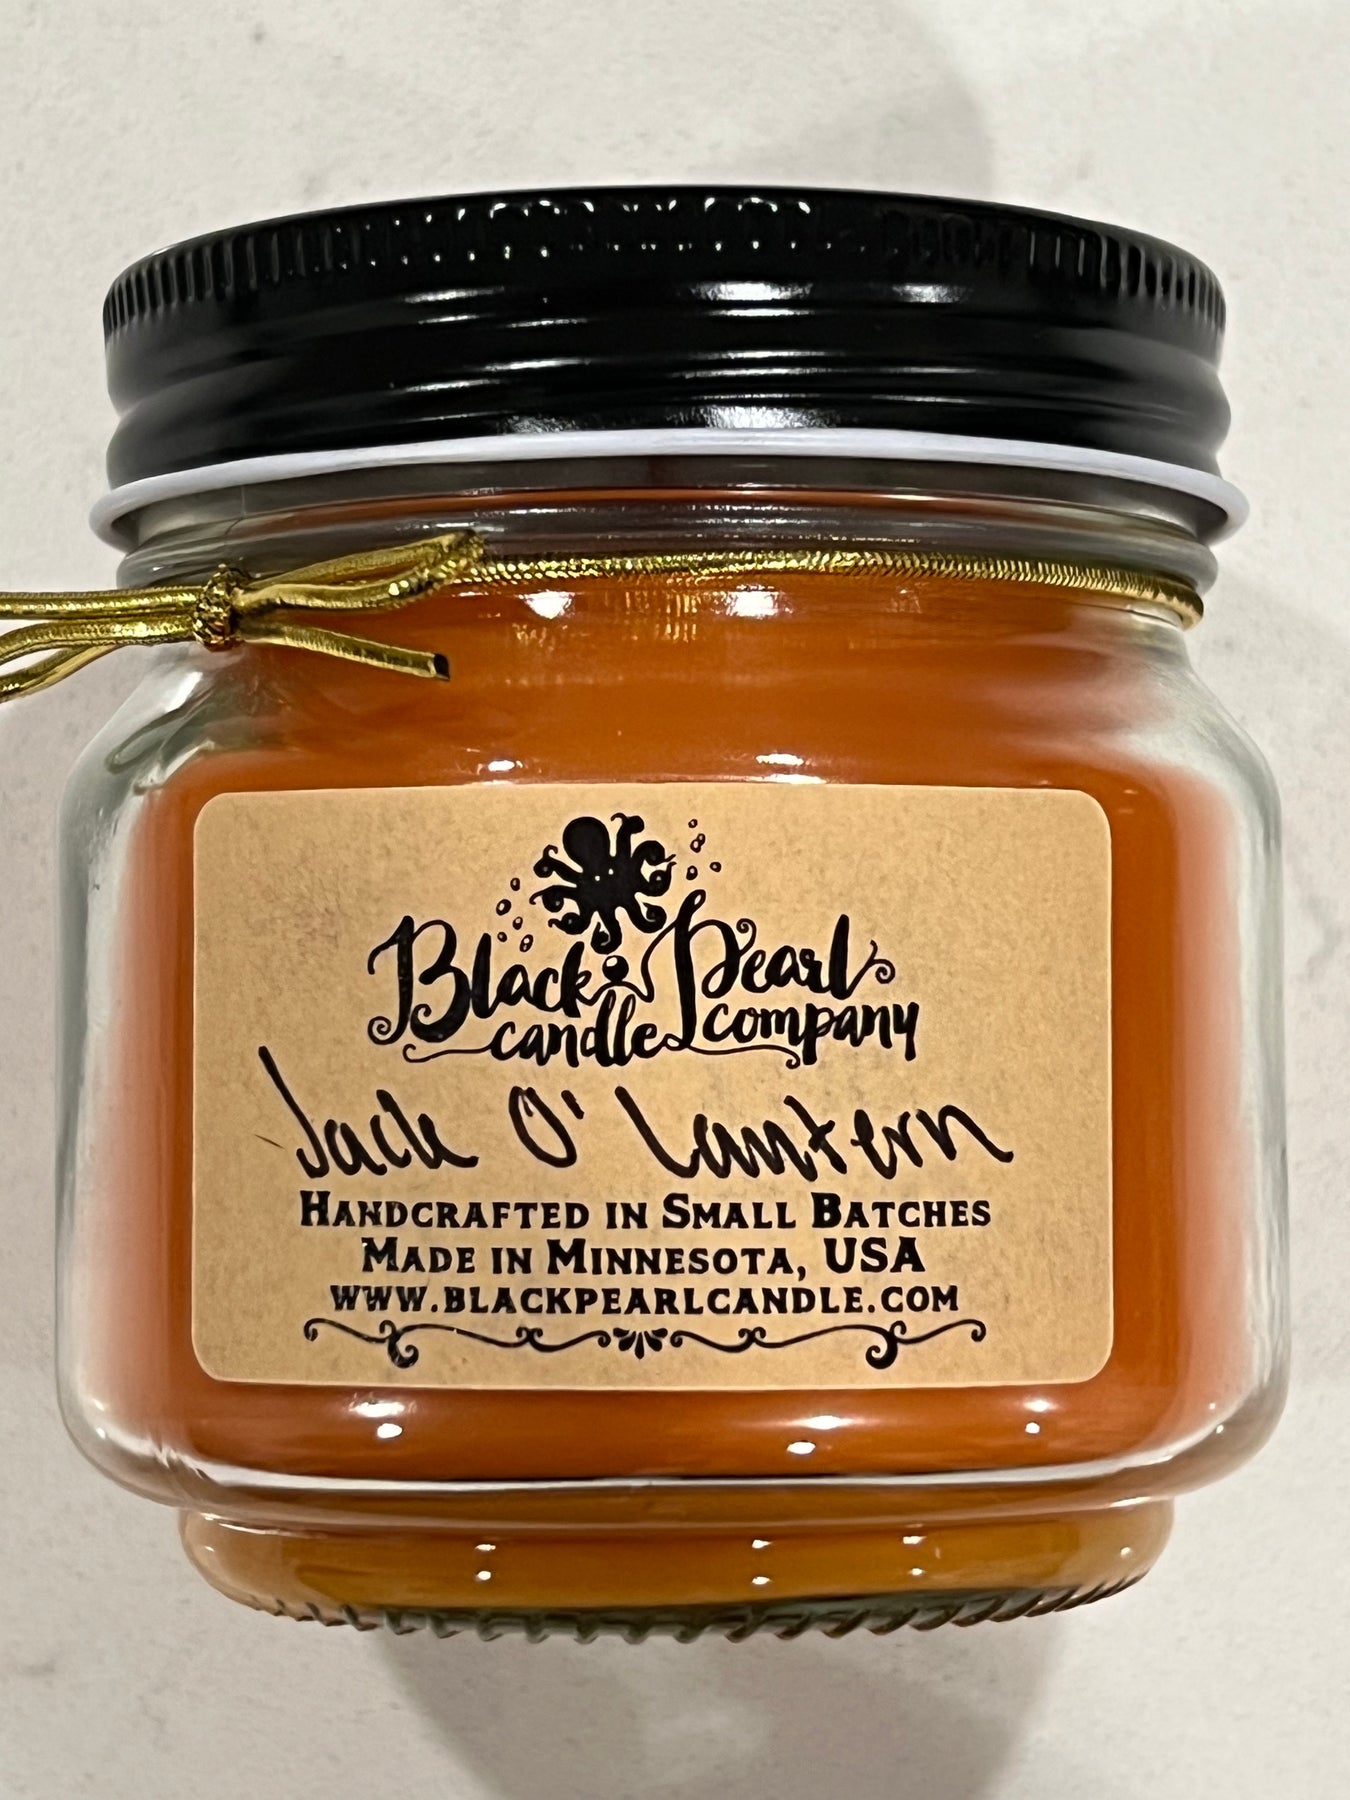 Black Pearl
candle company
Jack O' Lantern
HANDCRAFTED IN SMALL BATCHES
MADE IN MINNESOTA, USA
WWW.BLACKPEARLCANDLE.COM